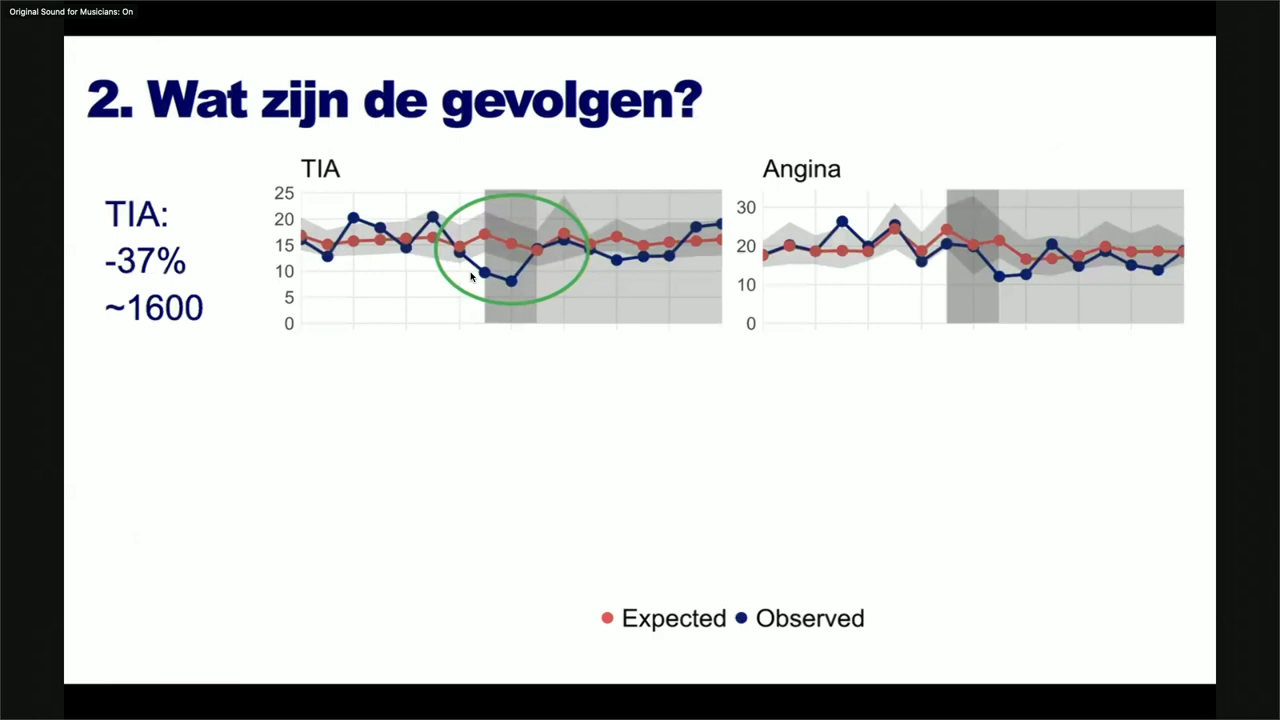 Original Sound for Musicians: On
2. Wat zijn de gevolgen?
TIA:
-37%
~1600
TIA
25
20
15
10
5
0
Angina
30
20
10
0
Expected
Observed